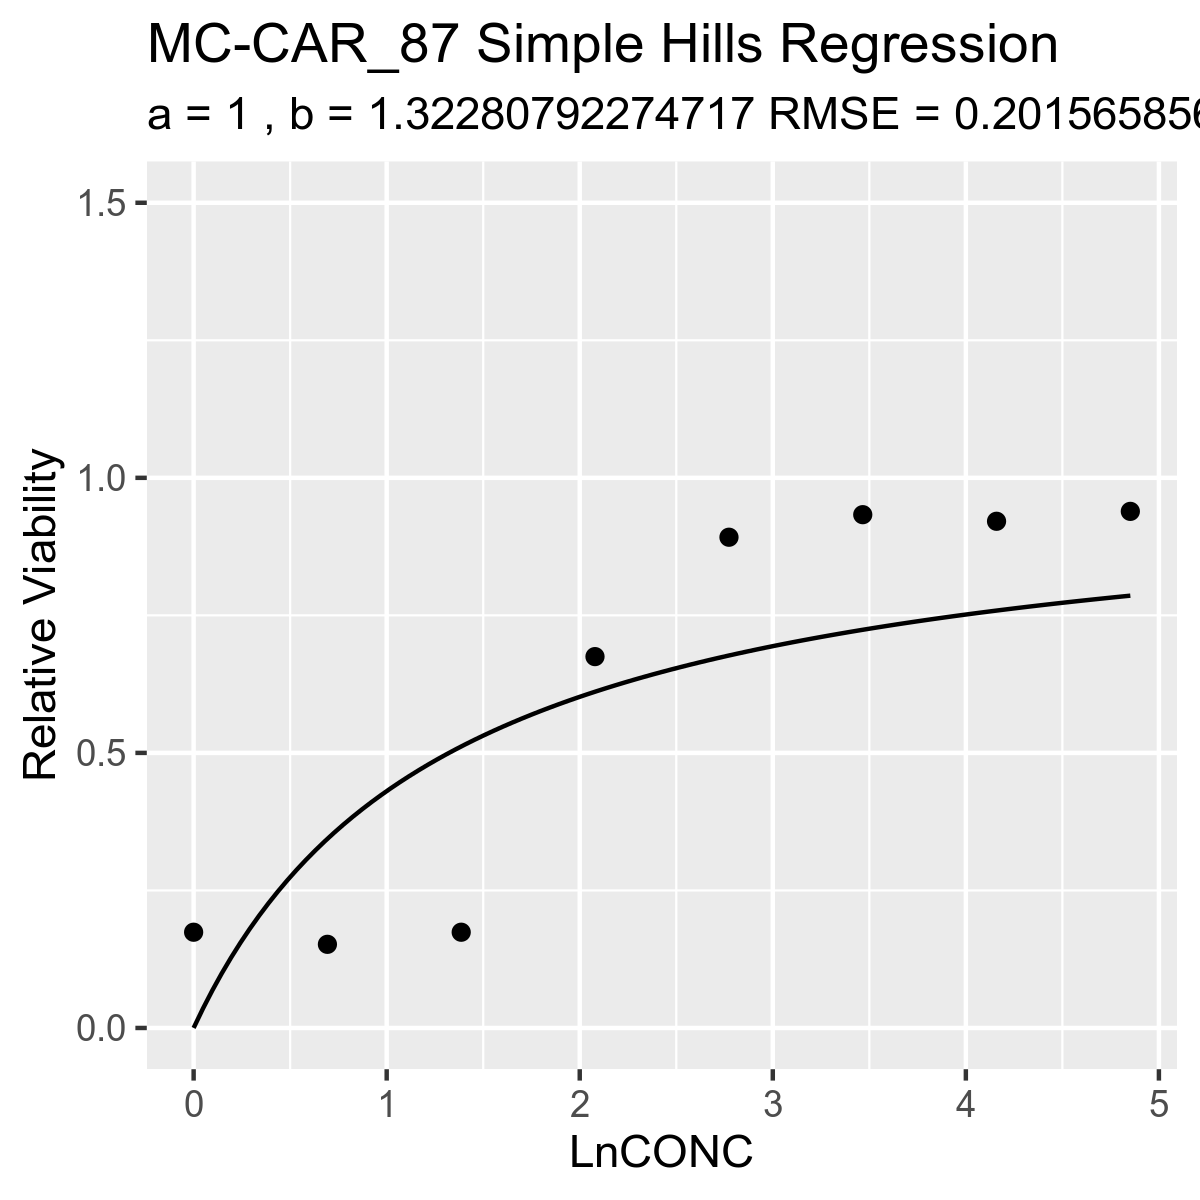 MC-CAR_87 Simple Hills Regression
a = 1 , b = 1.32280792274717 RMSE = 0.201565856
1.5
1.0
0.5
0.0
Relative Viability
0 1 2 3 4 5
LnCONC